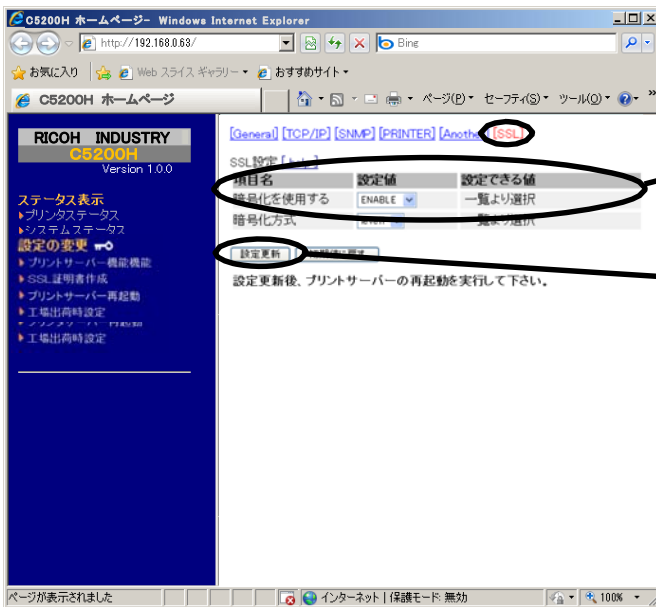 C5200H ホームページ- Windows Internet Explorer
http://192.168.0.63/
Bing
お気に入り Web スライス ギャラリー おすすめサイト
C5200H ホームページ ページ(P) セーフティ(S) ツール(O) »
RICOH INDUSTRY
C5200H
Version 1.0.0
ステータス表示
プリンタステータス
システムステータス
設定の変更
プリントサーバー機能機能
SSL証明書作成
プリントサーバー再起動
工場出荷時設定
工場出荷時設定
[General] [TCP/IP] [SNMP] [PRINTER] [Another] [SSL]
SSL設定
項目名 設定値 設定できる値
暗号化を使用する ENABLE 一覧より選択
暗号化方式 一覧より選択
設定更新
設定更新後、プリントサーバーの再起動を実行して下さい。
ページが表示されました インターネット | 保護モード: 無効 100%